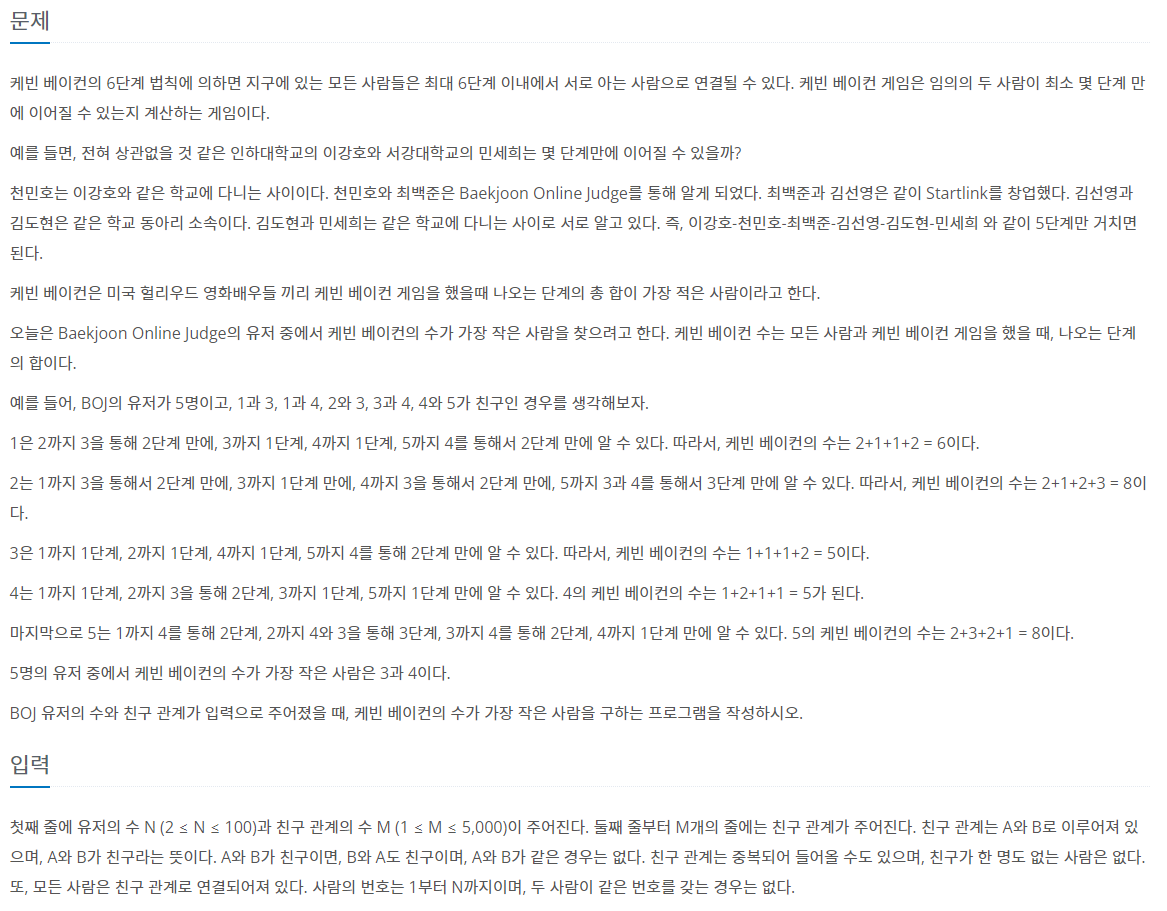 문제
케빈 베이컨의 6단계 법칙에 의하면 지구에 있는 모든 사람들은 최대 6단계 이내에서 서로 아는 사람으로 연결될 수 있다. 케빈 베이컨 게임은 임의의 두 사람이 최소 몇 단계 만
에 이어질 수 있는지 계산하는 게임이다.
예를 들면, 전혀 상관없을 것 같은 인하대학교의 이강호와 서강대학교의 민세희는 몇 단계만에 이어질 수 있을까?
천민호는 이강호와 같은 학교에 다니는 사이이다. 천민호와 최백준은 Baekjoon Online Judge를 통해 알게 되었다. 최백준과 김선영은 같이 Startlink를 창업했다. 김선영과
김도현은 같은 학교 동아리 소속이다. 김도현과 민세희는 같은 학교에 다니는 사이로 서로 알고 있다. 즉, 이강호-천민호-최백준-김선영-김도현-민세희 와 같이 5단계만 거치면
된다.
케빈 베이컨은 미국 헐리우드 영화배우들 끼리 케빈 베이컨 게임을 했을때 나오는 단계의 총 합이 가장 적은 사람이라고 한다.
오늘은 Baekjoon Online Judge의 유저 중에서 케빈 베이컨의 수가 가장 작은 사람을 찾으려고 한다. 케빈 베이컨 수는 모든 사람과 케빈 베이컨 게임을 했을 때, 나오는 단계
의 합이다.
예를 들어, BOJ의 유저가 5명이고, 1과 3, 1과 4, 2와 3, 3과 4, 4와 5가 친구인 경우를 생각해보자.
1은 2까지 3을 통해 2단계 만에, 3까지 1단계, 4까지 1단계, 5까지 4를 통해서 2단계 만에 알 수 있다. 따라서, 케빈 베이컨의 수는 2+1+1+2 = 6이다.
2는 1까지 3을 통해서 2단계 만에, 3까지 1단계 만에, 4까지 3을 통해서 2단계 만에, 5까지 3과 4를 통해서 3단계 만에 알 수 있다. 따라서, 케빈 베이컨의 수는 2+1+2+3 = 8이
다.
3은 1까지 1단계, 2까지 1단계, 4까지 1단계, 5까지 4를 통해 2단계 만에 알 수 있다. 따라서, 케빈 베이컨의 수는 1+1+1+2 = 5이다.
4는 1까지 1단계, 2까지 3을 통해 2단계, 3까지 1단계, 5까지 1단계 만에 알 수 있다. 4의 케빈 베이컨의 수는 1+2+1+1 = 5가 된다.
마지막으로 5는 1까지 4를 통해 2단계, 2까지 4와 3을 통해 3단계, 3까지 4를 통해 2단계, 4까지 1단계 만에 알 수 있다. 5의 케빈 베이컨의 수는 2+3+2+1 = 8이다.
5명의 유저 중에서 케빈 베이컨의 수가 가장 작은 사람은 3과 4이다.
BOJ 유저의 수와 친구 관계가 입력으로 주어졌을 때, 케빈 베이컨의 수가 가장 작은 사람을 구하는 프로그램을 작성하시오.
입력
첫째 줄에 유저의 수 N (2 ≤ N ≤ 100)과 친구 관계의 수 M (1 ≤ M ≤ 5,000)이 주어진다. 둘째 줄부터 M개의 줄에는 친구 관계가 주어진다. 친구 관계는 A와 B로 이루어져 있
으며, A와 B가 친구라는 뜻이다. A와 B가 친구이면, B와 A도 친구이며, A와 B가 같은 경우는 없다. 친구 관계는 중복되어 들어올 수도 있으며, 친구가 한 명도 없는 사람은 없다.
또, 모든 사람은 친구 관계로 연결되어져 있다. 사람의 번호는 1부터 N까지이며, 두 사람이 같은 번호를 갖는 경우는 없다.